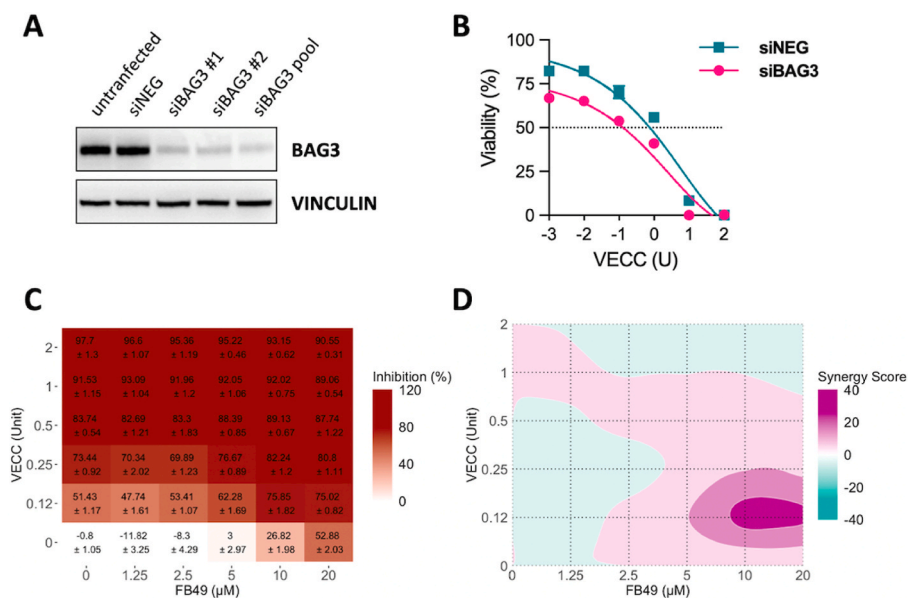 A
untranfected
siNEG
siBAG3 #1
siBAG3 #2
siBAG3 pool
BAG3
VINCULIN
B
siNEG
siBAG3
Viability (%)
100
75
50
25
0
-3 -2 -1 0 1 2
VECC (U)
C
VECC (Unit)
2 97.7 96.6 95.36 95.22 93.15 90.55
± 1.3 ± 1.07 ± 1.19 ± 0.46 ± 0.62 ± 0.31
1 91.53 93.09 91.95 92.05 92.02 89.06
± 1.15 ± 1.04 ± 1.2 ± 1.06 ± 0.75 ± 0.54
0.5 83.74 82.69 83.3 88.39 89.13 87.74
± 0.54 ± 1.21 ± 1.83 ± 0.85 ± 0.67 ± 1.22
0.25 73.44 70.34 69.89 76.67 82.24 80.8
± 0.92 ± 2.02 ± 1.23 ± 0.89 ± 1.2 ± 1.11
0.12 51.43 47.74 53.41 62.28 75.85 75.02
± 1.17 ± 1.61 ± 1.07 ± 1.69 ± 1.82 ± 0.82
0 -0.8 -11.82 -8.3 3 26.82 52.88
± 1.05 ± 3.25 ± 4.29 ± 2.97 ± 1.98 ± 2.03
0 1.25 2.5 5 10 20
FB49 (µM)
Inhibition (%)
120
80
40
0
D
VECC (Unit)
2
1
0.5
0.25
0.12
0
0 1.25 2.5 5 10 20
FB49 (µM)
Synergy Score
40
20
0
-20
-40